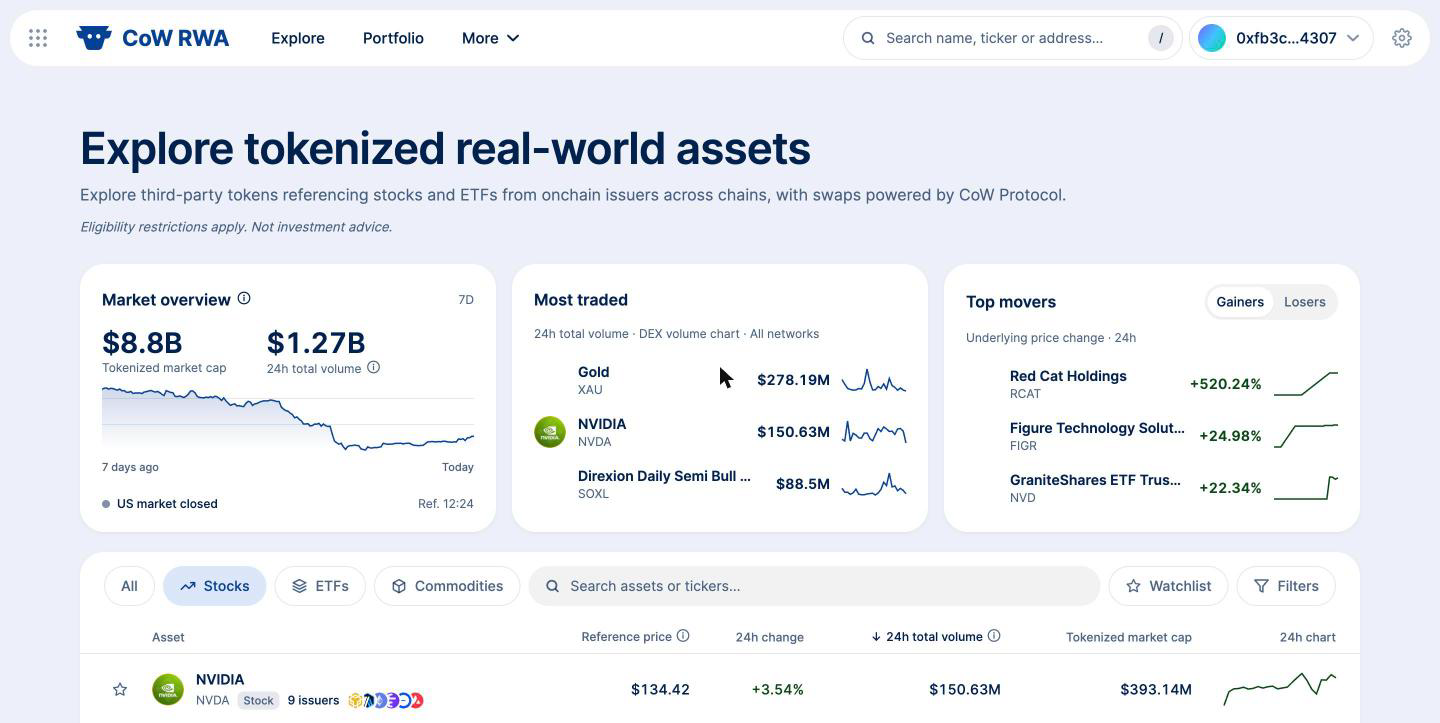 CoW RWA
Explore
Portfolio
More
Search name, ticker or address...
/
0xfb3c...4307
Explore tokenized real-world assets
Explore third-party tokens referencing stocks and ETFs from onchain issuers across chains, with swaps powered by CoW Protocol.
Eligibility restrictions apply. Not investment advice.
Market overview
7D
$8.8B
$1.27B
Tokenized market cap
24h total volume
7 days ago
Today
US market closed
Ref. 12:24
Most traded
24h total volume · DEX volume chart · All networks
Gold
XAU
$278.19M
NVIDIA
NVDA
$150.63M
Direxion Daily Semi Bull ...
SOXL
$88.5M
Top movers
Gainers
Losers
Underlying price change · 24h
Red Cat Holdings
RCAT
+520.24%
Figure Technology Solut...
FIGR
+24.98%
GraniteShares ETF Trus...
NVD
+22.34%
All
Stocks
ETFs
Commodities
Search assets or tickers...
Watchlist
Filters
Asset
Reference price
24h change
24h total volume
Tokenized market cap
24h chart
NVIDIA
NVDA
Stock
9 issuers
$134.42
+3.54%
$150.63M
$393.14M